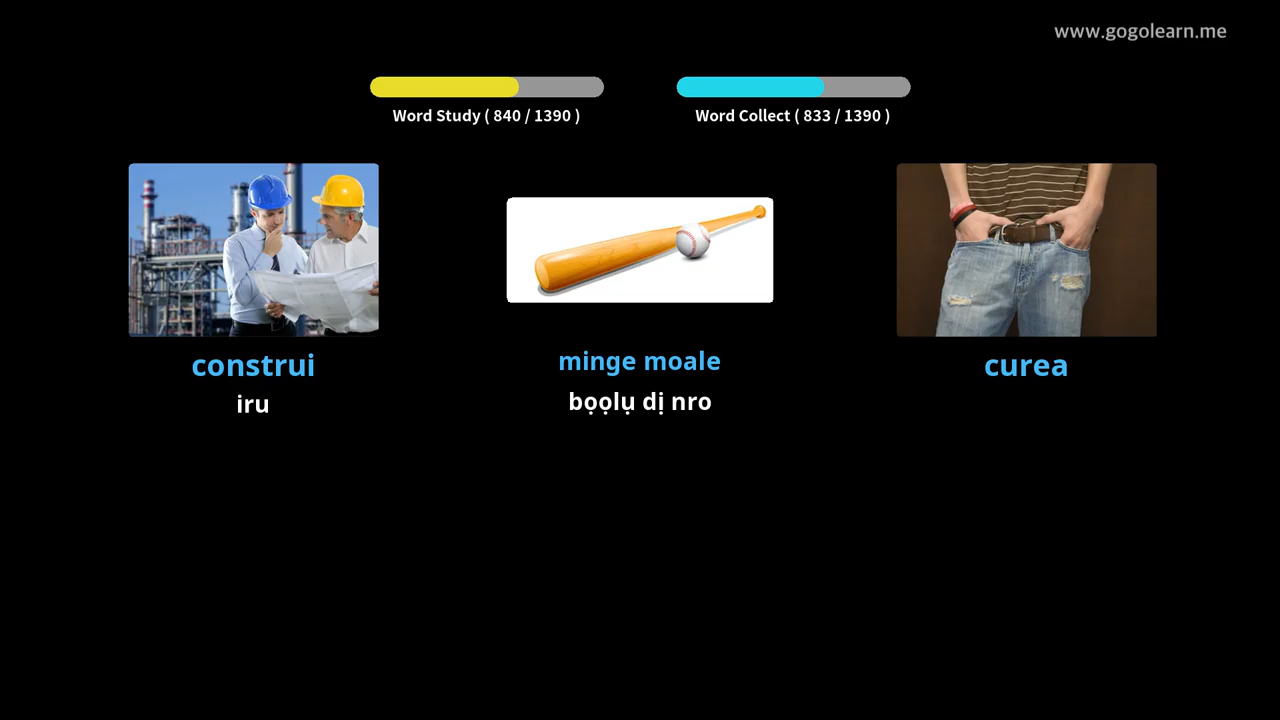 www.gogolearn.me
Word Study ( 840 / 1390 )
Word Collect ( 833 / 1390 )
construi
iru
minge moale
bọọlụ dị nro
curea